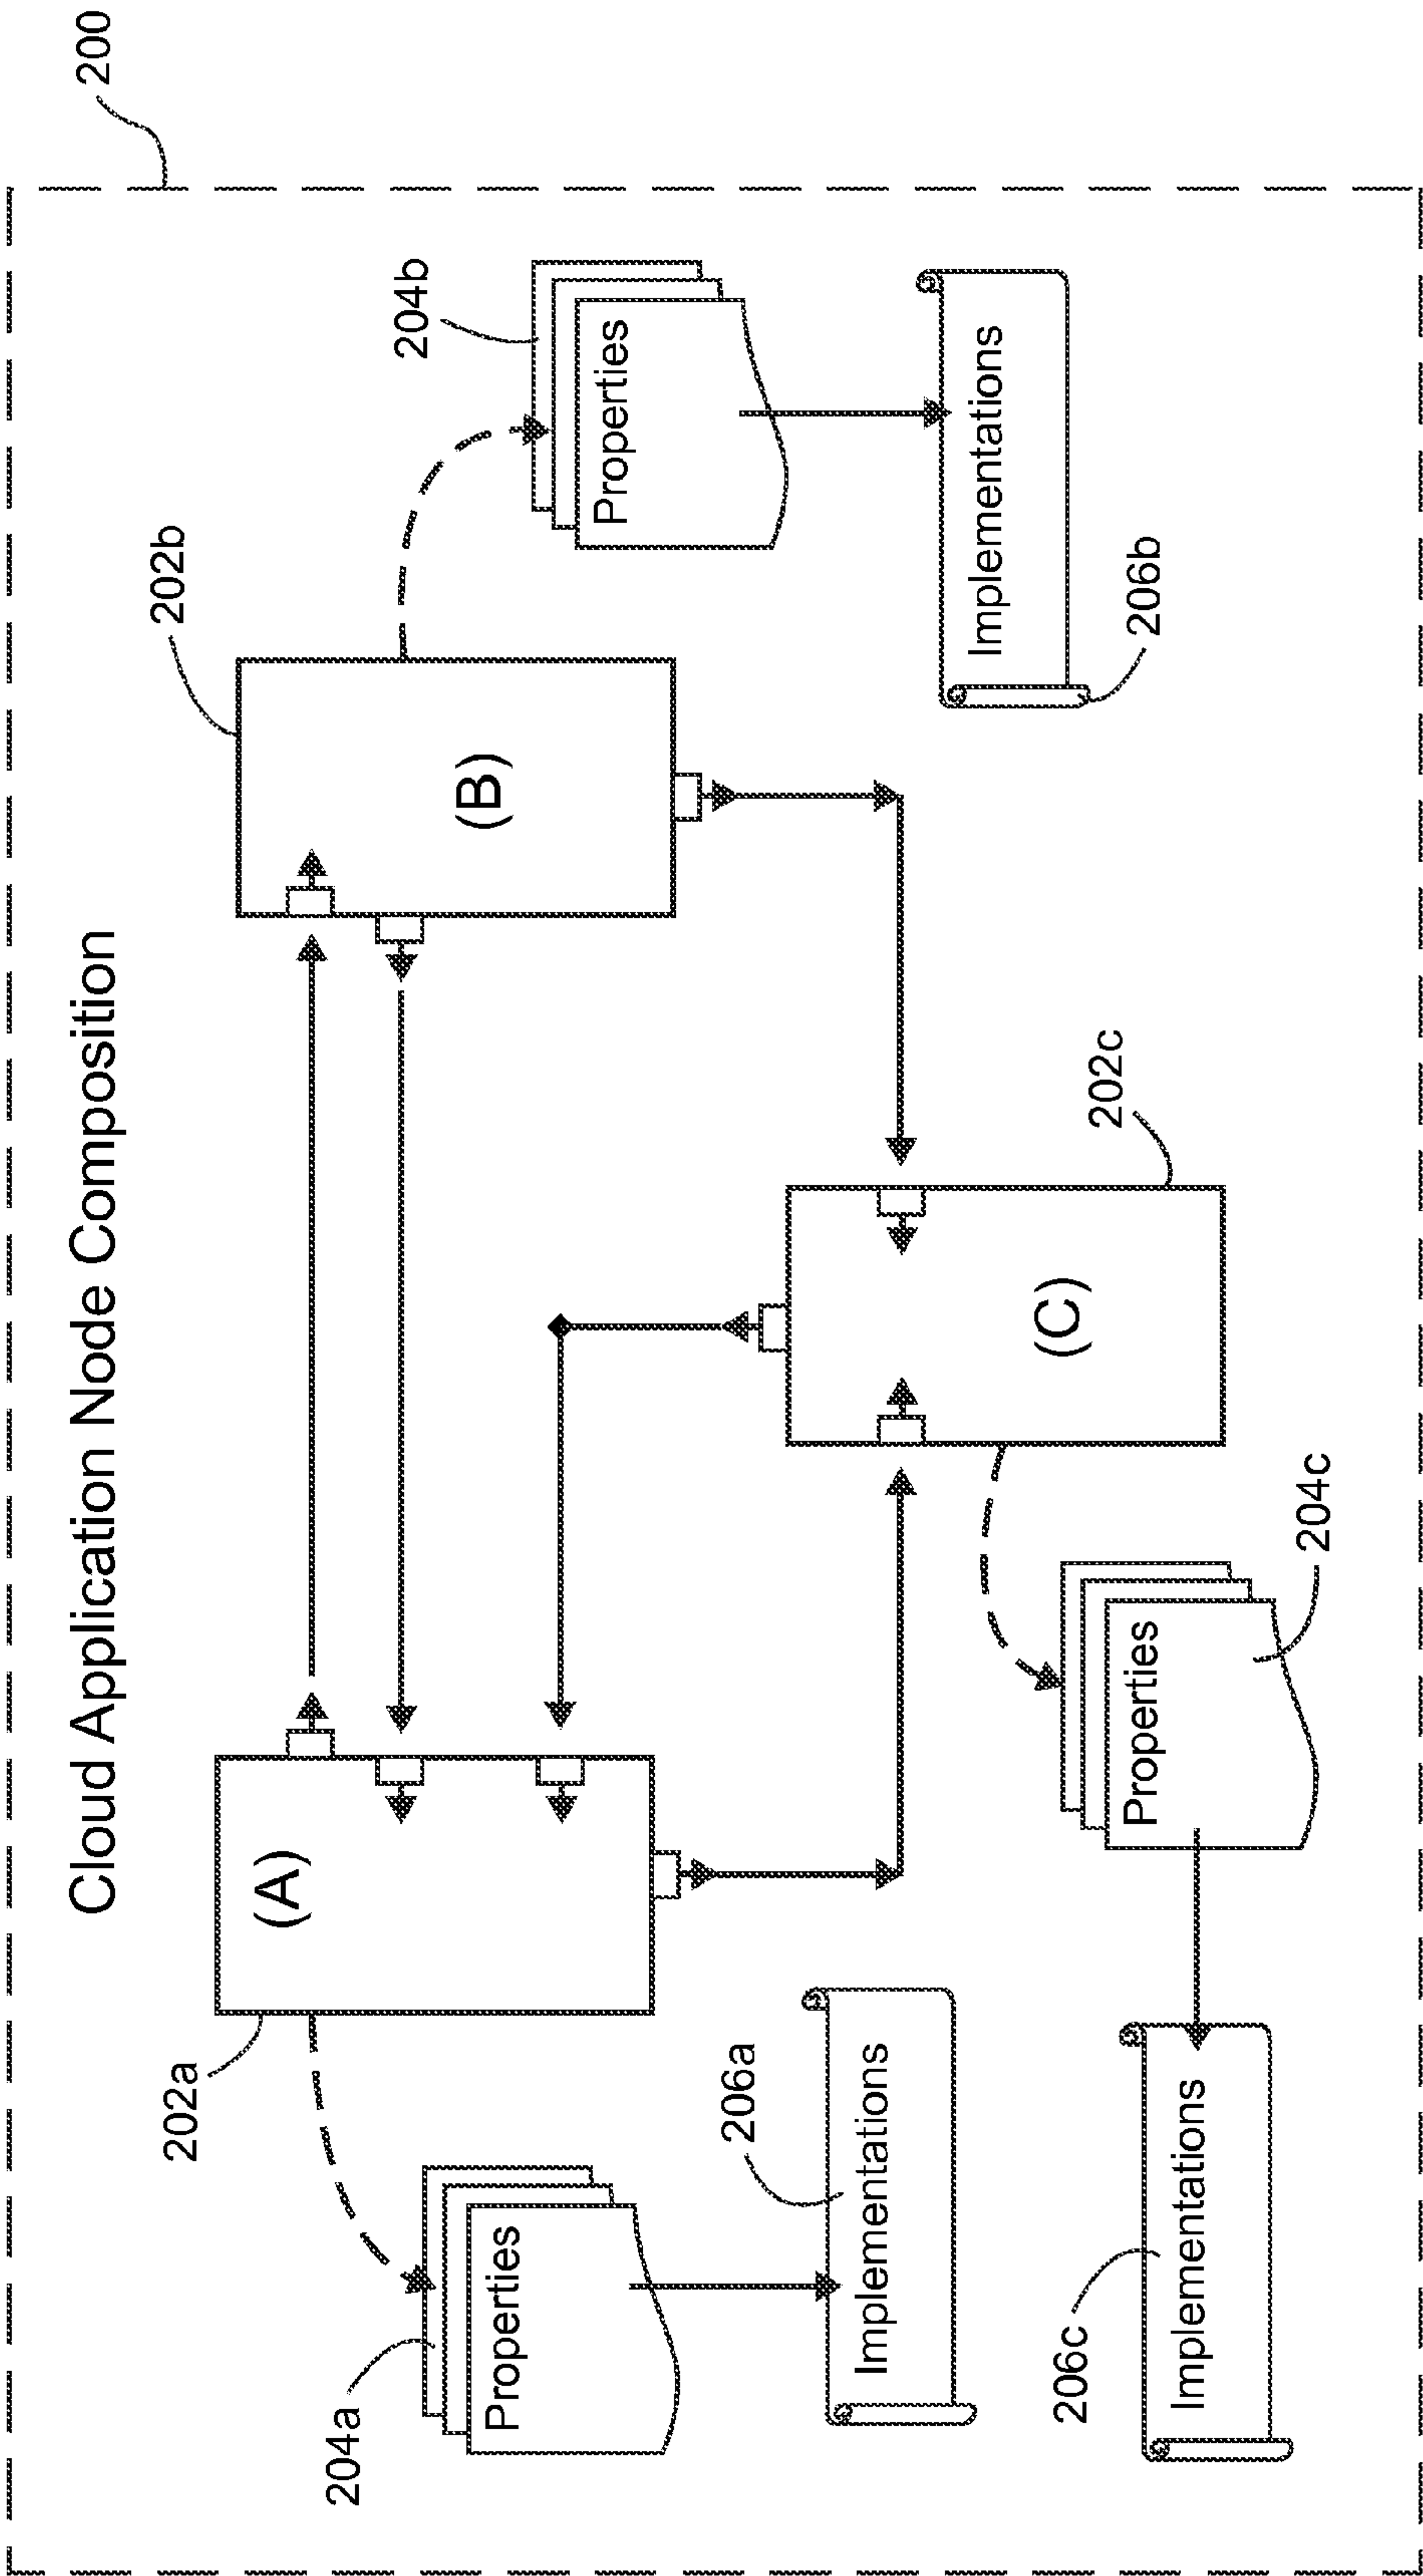 Cloud Application Node Composition
200
202a
(A)
202b
(B)
204a
Properties
204b
Properties
206a
Implementations
Implementations
206b
202c
(C)
204c
Properties
206c
Implementations